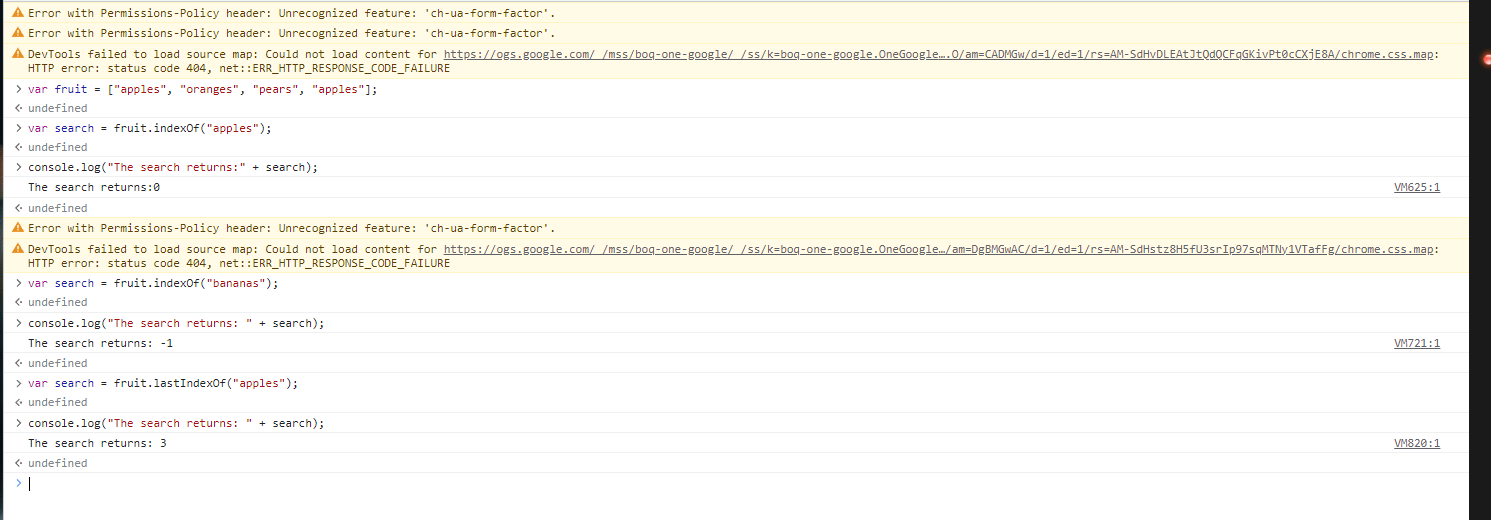 Error with Permissions-Policy header: Unrecognized feature: 'ch-ua-form-factor'.
Error with Permissions-Policy header: Unrecognized feature: 'ch-ua-form-factor'.
DevTools failed to load source map: Could not load content for https://ogs.google.com/_/mss/boq-one-google/_/ss/k=boq-one-google.OneGoogle….O/am=CADMGw/d=1/ed=1/rs=AM-SdHvDLEAtJtQdQCFqGKivPt0cCXjE8A/chrome.css.map:
HTTP error: status code 404, net::ERR_HTTP_RESPONSE_CODE_FAILURE
> var fruit = ["apples", "oranges", "pears", "apples"];
undefined
> var search = fruit.indexOf("apples");
undefined
> console.log("The search returns:" + search);
The search returns:0 VM625:1
undefined
Error with Permissions-Policy header: Unrecognized feature: 'ch-ua-form-factor'.
DevTools failed to load source map: Could not load content for https://ogs.google.com/_/mss/boq-one-google/_/ss/k=boq-one-google.OneGoogle…/am=DgBMGwAC/d=1/ed=1/rs=AM-SdHstz8H5fU3srIp97sqMTNy1VTafFg/chrome.css.map:
HTTP error: status code 404, net::ERR_HTTP_RESPONSE_CODE_FAILURE
> var search = fruit.indexOf("bananas");
undefined
> console.log("The search returns: " + search);
The search returns: -1 VM721:1
undefined
> var search = fruit.lastIndexOf("apples");
undefined
> console.log("The search returns: " + search);
The search returns: 3 VM820:1
undefined
>